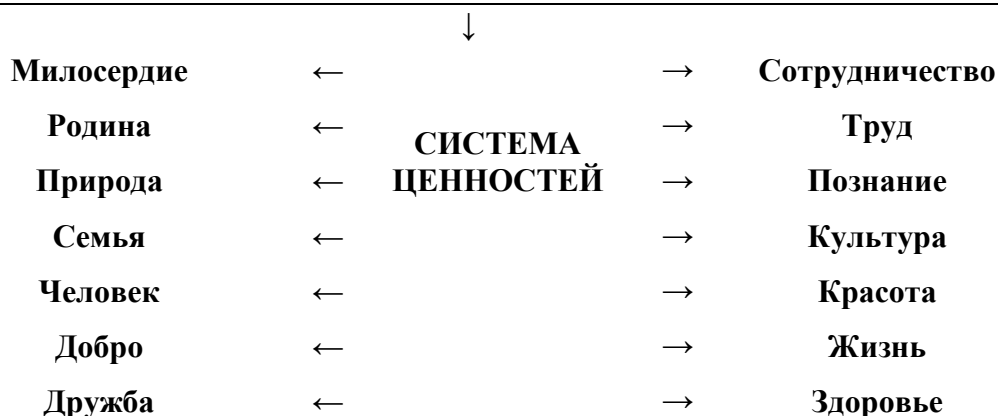 ↓
Милосердие ← → Сотрудничество
Родина ← → Труд
СИСТЕМА
ЦЕННОСТЕЙ
Природа ← → Познание
Семья ← → Культура
Человек ← → Красота
Добро ← → Жизнь
Дружба ← → Здоровье